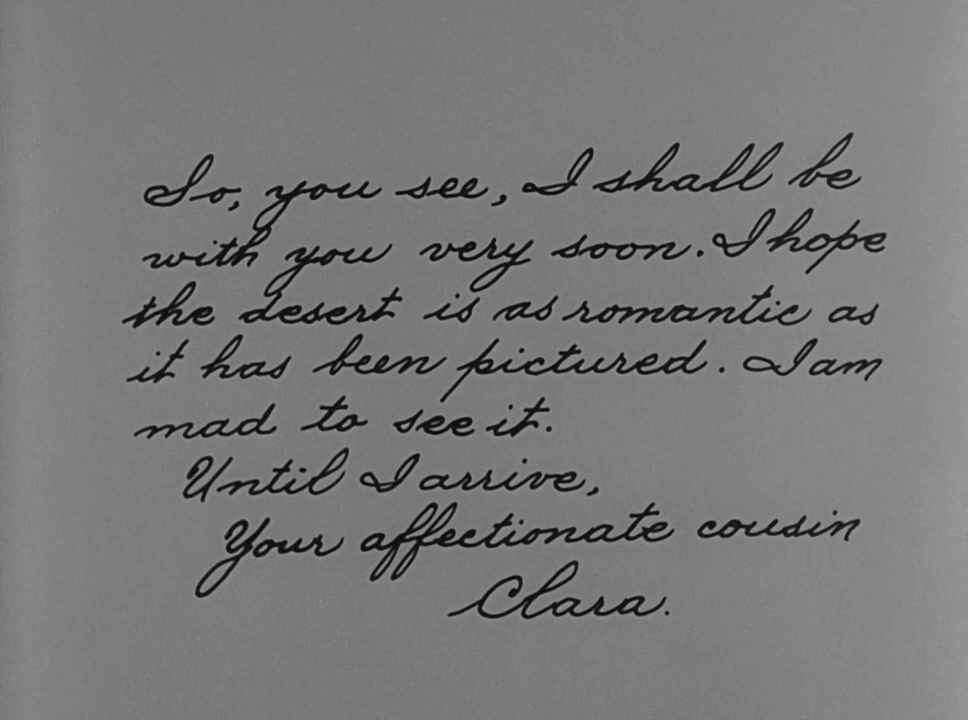 So, you see, I shall be
with you very soon. I hope
the desert is as romantic as
it has been pictured. I am
mad to see it.
Until I arrive,
Your affectionate cousin
Clara.